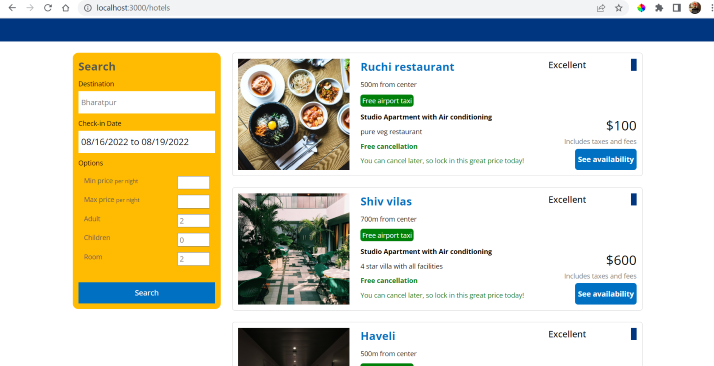 localhost:3000/hotels
Search
Destination
Bharatpur
Check-in Date
08/16/2022 to 08/19/2022
Options
Min price per night
Max price per night
Adult
2
Children
0
Room
2
Search
Ruchi restaurant
500m from center
Free airport taxi
Studio Apartment with Air conditioning
pure veg restaurant
Free cancellation
You can cancel later, so lock in this great price today!
Excellent
$100
Includes taxes and fees
See availability
Shiv vilas
700m from center
Free airport taxi
Studio Apartment with Air conditioning
4 star villa with all facilities
Free cancellation
You can cancel later, so lock in this great price today!
Excellent
$600
Includes taxes and fees
See availability
Haveli
500m from center
Excellent